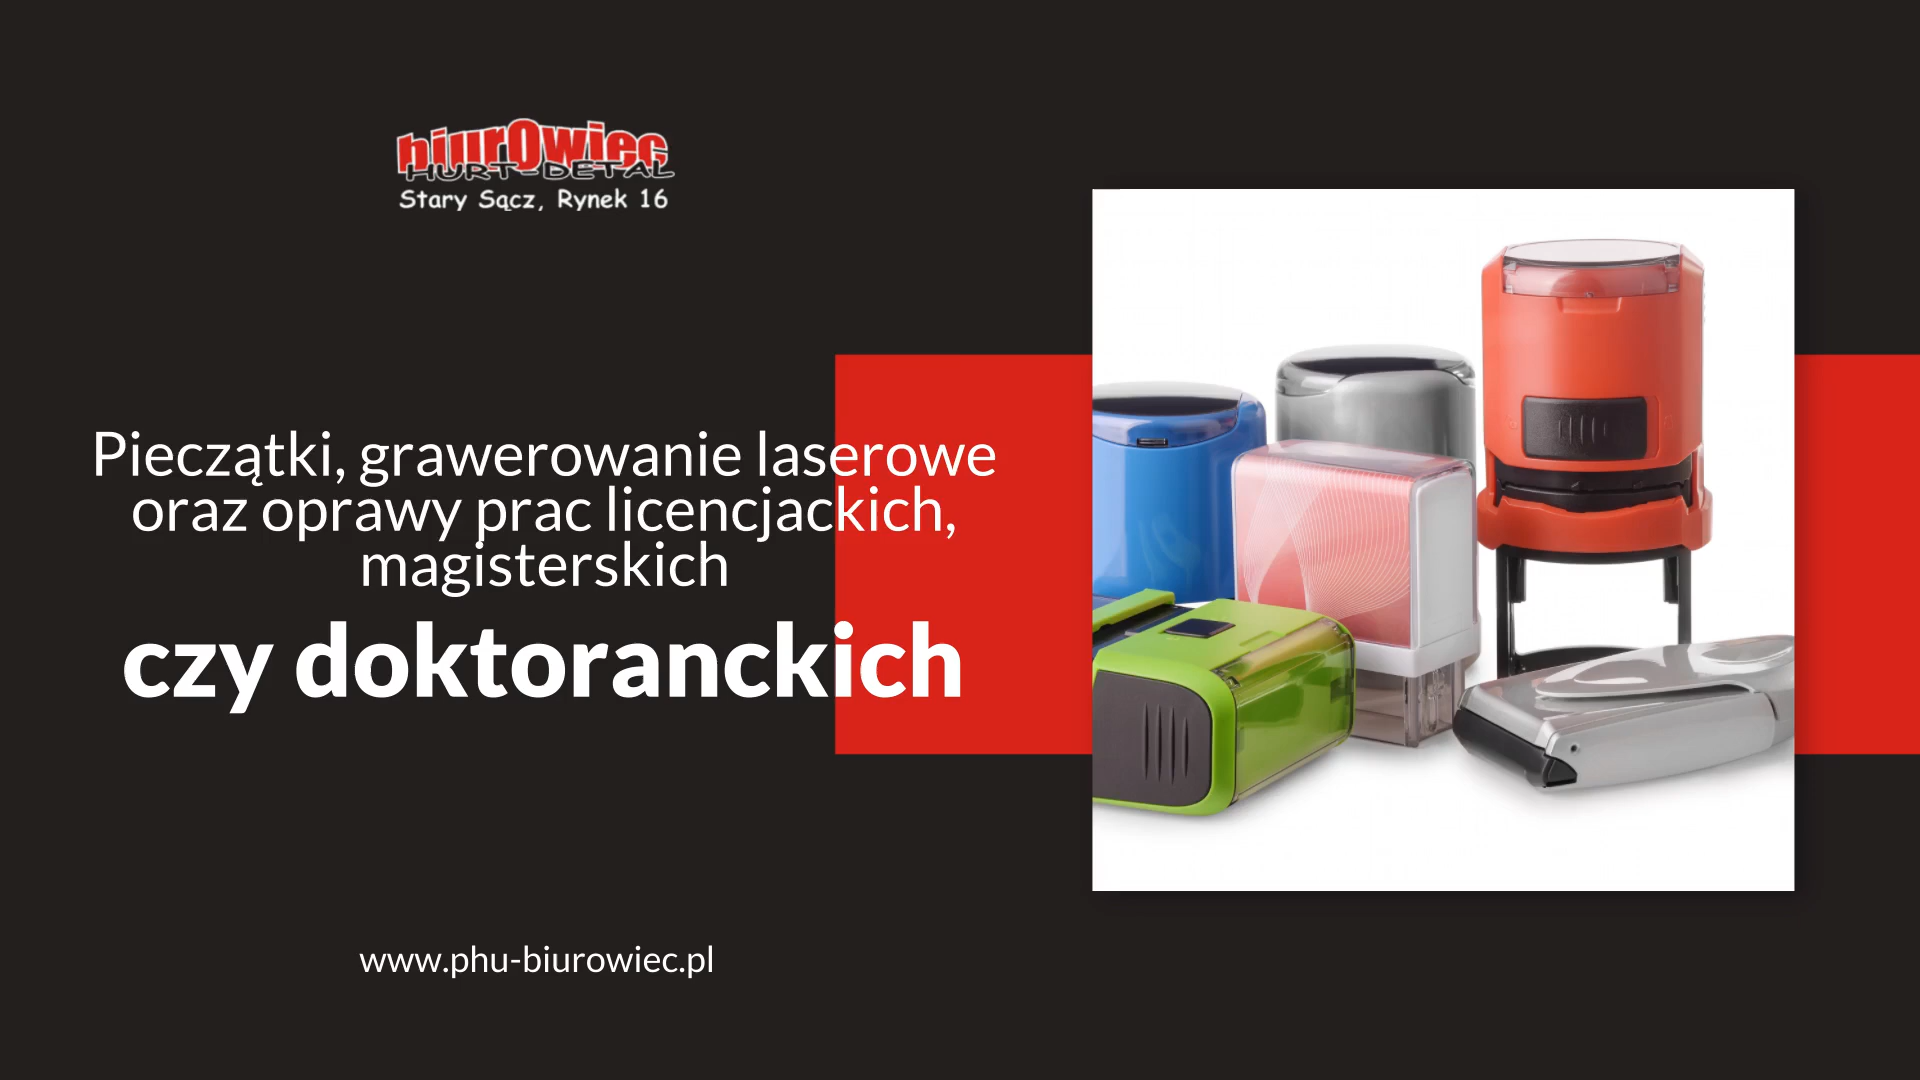 biurOwiec
HURT-DETAL
Stary Sącz, Rynek 16
Pieczątki, grawerowanie laserowe
oraz oprawy prac licencjackich,
magisterskich
czy doktoranckich
www.phu-biurowiec.pl